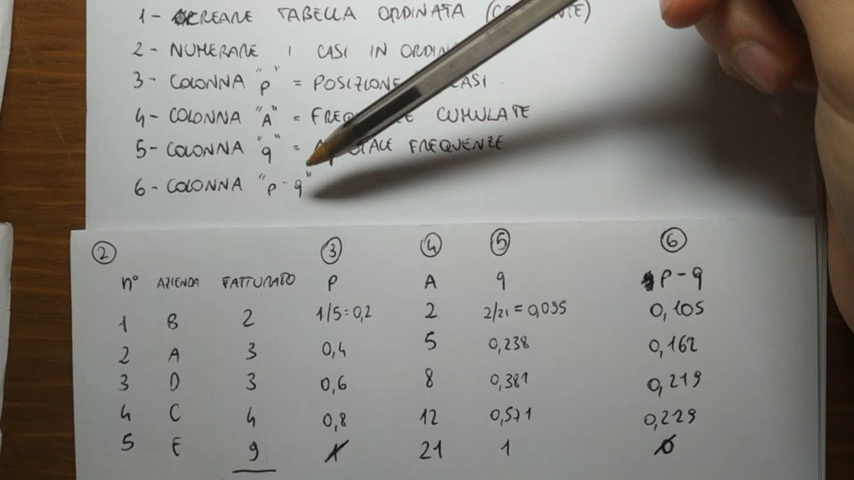 1- CREARE TABELLA ORDINATA
2- NUMERARE I CASI IN
3- COLONNA "p" = POSIZIONE CASI
4- COLONNA "A" = CUMULATE
5- COLONNA "q" = FREQUENZE
6- COLONNA "p-q"
② ③ ④ ⑤ ⑥
n° AZIENDA FATTURATO P A q P-q
1 B 2 1/5=0,2 2 2/21=0,095 0,105
2 A 3 0,4 5 0,238 0,162
3 D 3 0,6 8 0,381 0,219
4 C 4 0,8 12 0,571 0,229
5 E 9 1 21 1 0